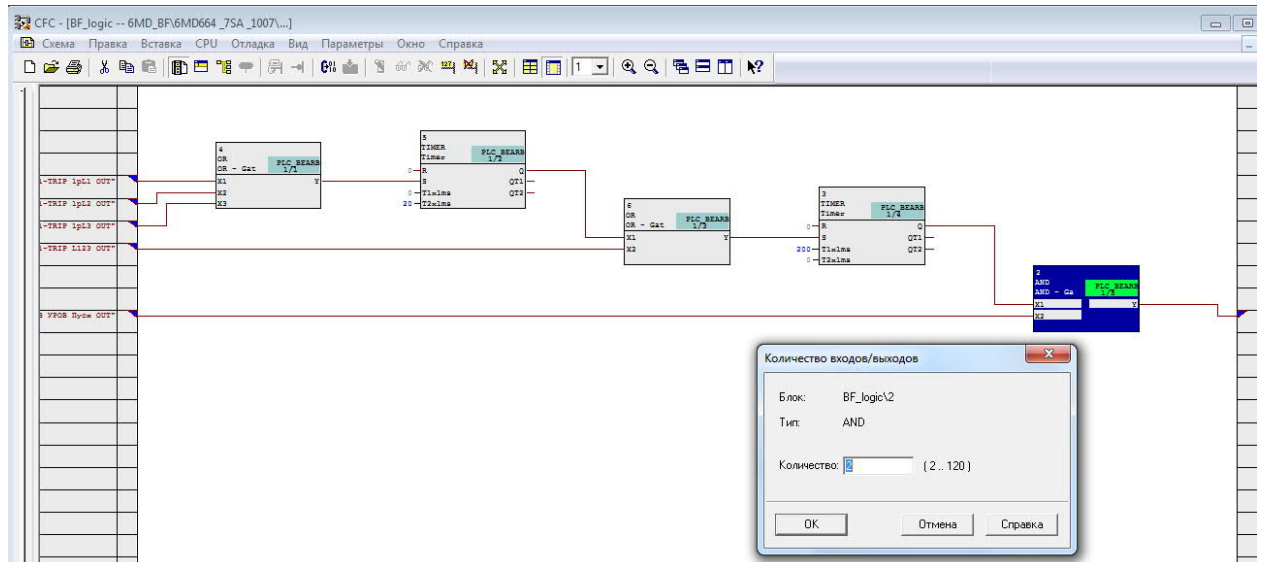 CFC - [BF_logic -- 6MD_BF\6MD664 _7SA _1007\...]
Схема Правка Вставка CPU Отладка Вид Параметры Окно Справка
1
4
OR
OR - Gat
PLC_BEARB
1/1
X1 Y
X2
X3
5
TIMER
Timer
PLC_BEARB
1/2
0 R Q
S QT1
0 T1x1ms QT2
20 T2x1ms
6
OR
OR - Gat
PLC_BEARB
1/3
X1 Y
X2
3
TIMER
Timer
PLC_BEARB
1/4
0 R Q
S QT1
200 T1x1ms QT2
0 T2x1ms
2
AND
AND - Ga
PLC_BEARB
1/5
X1 Y
X2
-TRIP 1pL1 OUT"
-TRIP 1pL2 OUT"
-TRIP 1pL3 OUT"
-TRIP L123 OUT"
УРОВ Пуск OUT"
Количество входов/выходов
Блок: BF_logic\2
Тип: AND
Количество: 2 ( 2 .. 120 )
OK Отмена Справка